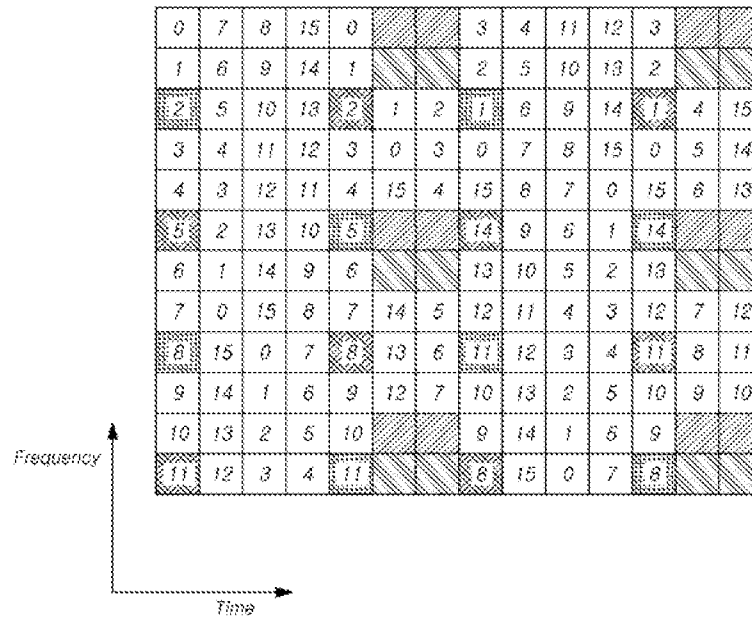 0 7 8 15 0 3 4 11 12 3
1 6 9 14 1 2 5 10 13 2
2 5 10 13 2 1 2 1 6 9 14 1 4 15
3 4 11 12 3 0 3 0 7 8 15 0 5 14
4 3 12 11 4 15 4 15 8 7 0 15 6 13
5 2 13 10 5 14 9 6 1 14
6 1 14 9 6 13 10 5 2 13
7 0 15 8 7 14 5 12 11 4 3 12 7 12
8 15 0 7 8 13 6 11 12 3 4 11 8 11
9 14 1 6 9 12 7 10 13 2 5 10 9 10
10 13 2 5 10 9 14 1 6 9
11 12 3 4 11 8 15 0 7 8
Frequency
Time